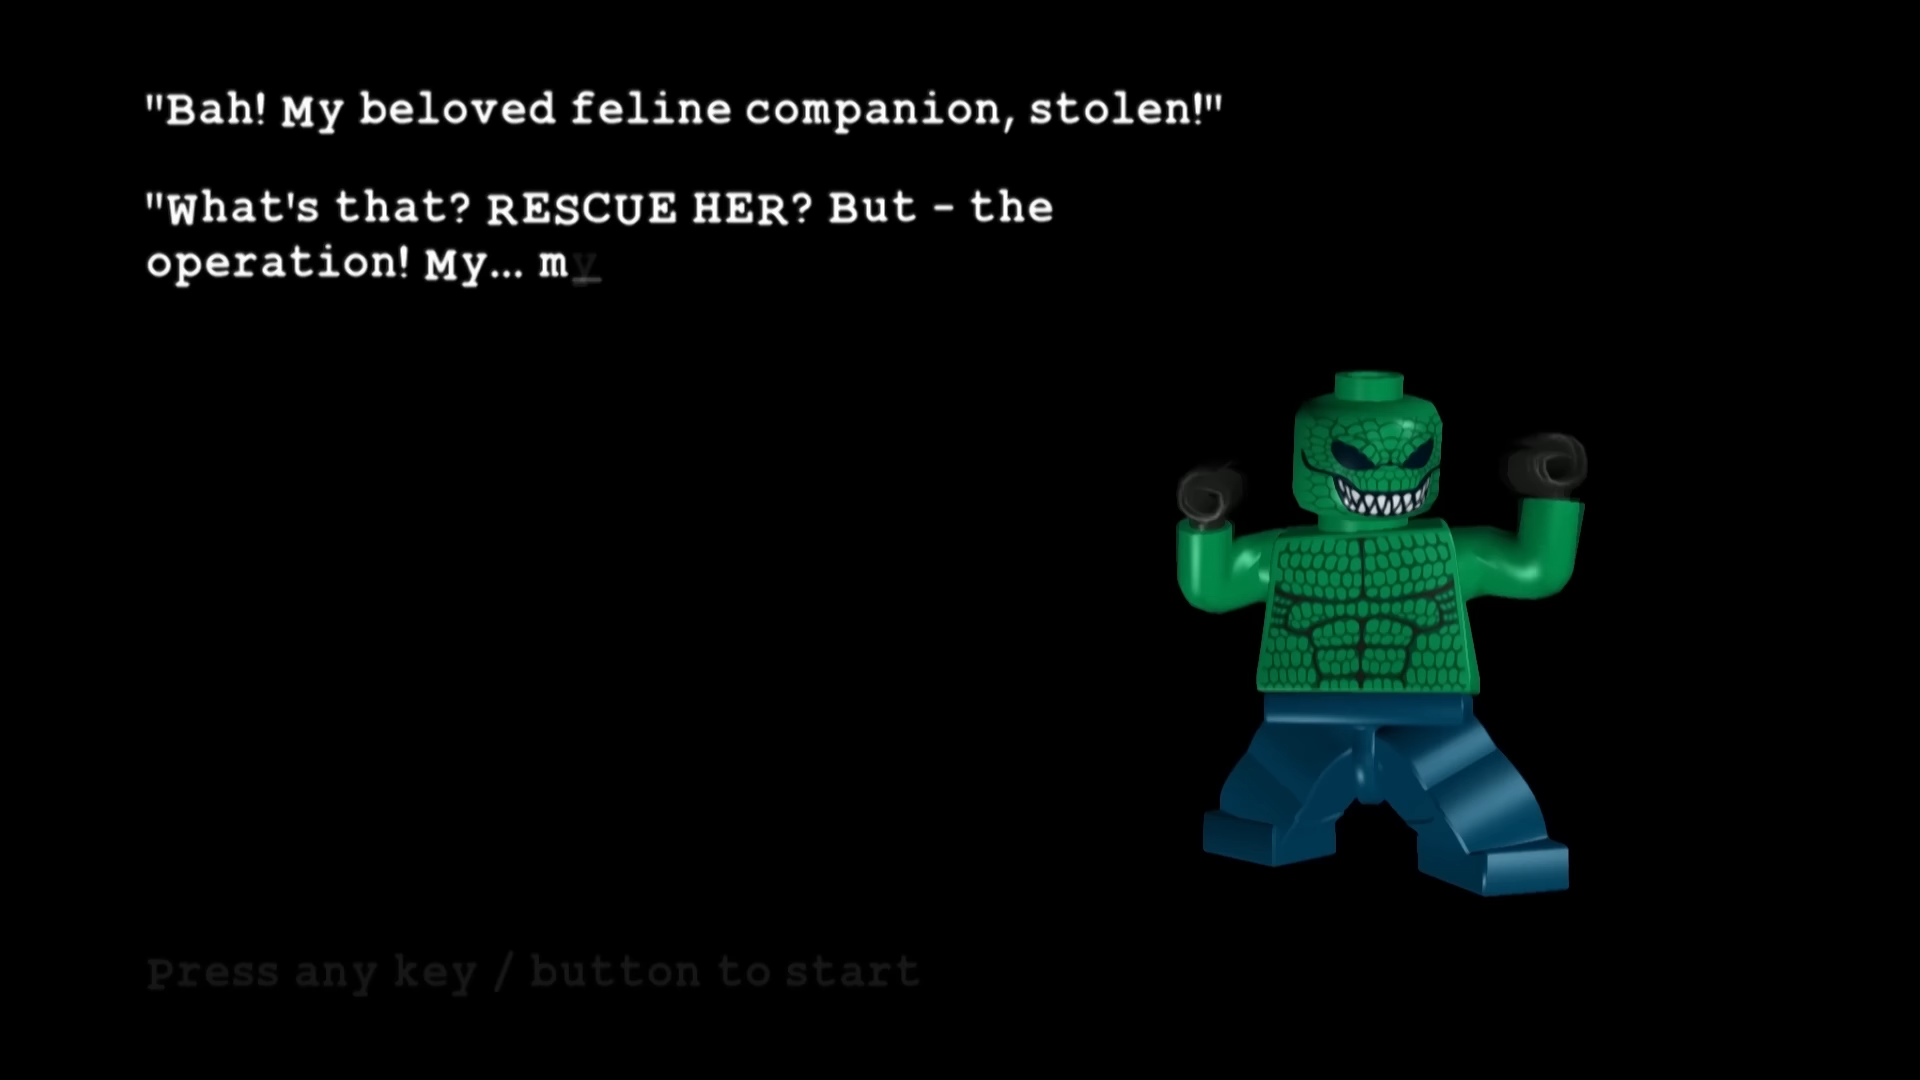 "Bah! My beloved feline companion, stolen!"
"What's that? RESCUE HER? But - the
operation! My... my_
Press any key / button to start